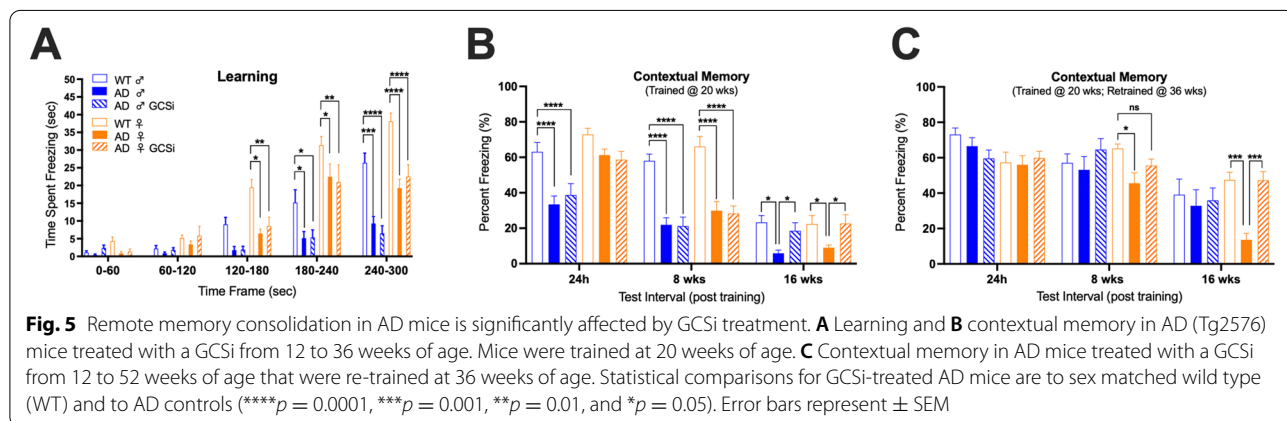 A
Learning
Time Spent Freezing (sec)
50
45
40
35
30
25
20
15
10
5
0
WT ♂
AD ♂
AD ♂ GCSi
WT ♀
AD ♀
AD ♀ GCSi
*
**
*
*
*
**
***
****
****
****
0-60
60-120
120-180
180-240
240-300
Time Frame (sec)
B
Contextual Memory
(Trained @ 20 wks)
Percent Freezing (%)
100
80
60
40
20
0
****
****
****
****
****
****
*
*
*
*
24h
8 wks
16 wks
Test Interval (post training)
C
Contextual Memory
(Trained @ 20 wks; Retrained @ 36 wks)
Percent Freezing (%)
100
80
60
40
20
0
ns
*
***
***
24h
8 wks
16 wks
Test Interval (post training)
Fig. 5 Remote memory consolidation in AD mice is significantly affected by GCSi treatment. A Learning and B contextual memory in AD (Tg2576)
mice treated with a GCSi from 12 to 36 weeks of age. Mice were trained at 20 weeks of age. C Contextual memory in AD mice treated with a GCSi
from 12 to 52 weeks of age that were re-trained at 36 weeks of age. Statistical comparisons for GCSi-treated AD mice are to sex matched wild type
(WT) and to AD controls (****p = 0.0001, ***p = 0.001, **p = 0.01, and *p = 0.05). Error bars represent ± SEM